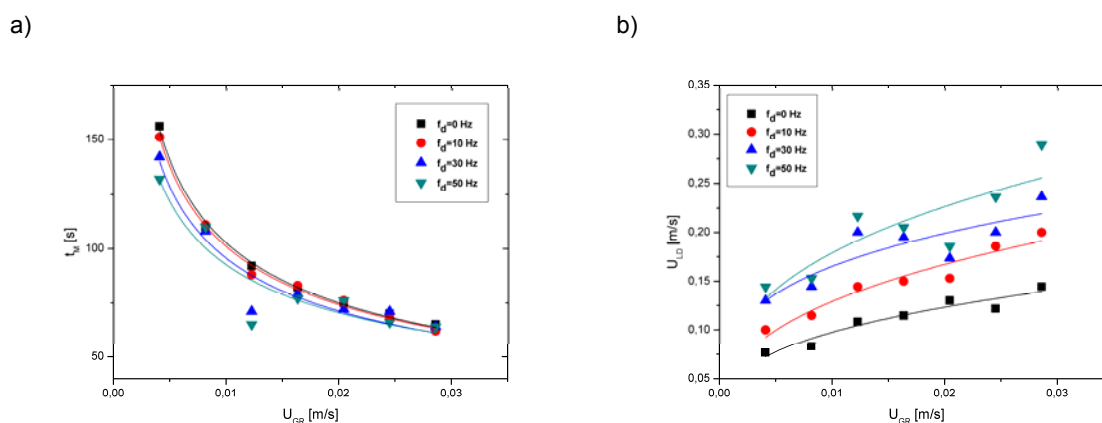 a)
b)
t_M [s]
150
100
50
0,00
0,01
0,02
0,03
U_GR [m/s]
f_d=0 Hz
f_d=10 Hz
f_d=30 Hz
f_d=50 Hz
U_LD [m/s]
0,35
0,30
0,25
0,20
0,15
0,10
0,05
0,00
0,01
0,02
0,03
U_GR [m/s]
f_d=0 Hz
f_d=10 Hz
f_d=30 Hz
f_d=50 Hz